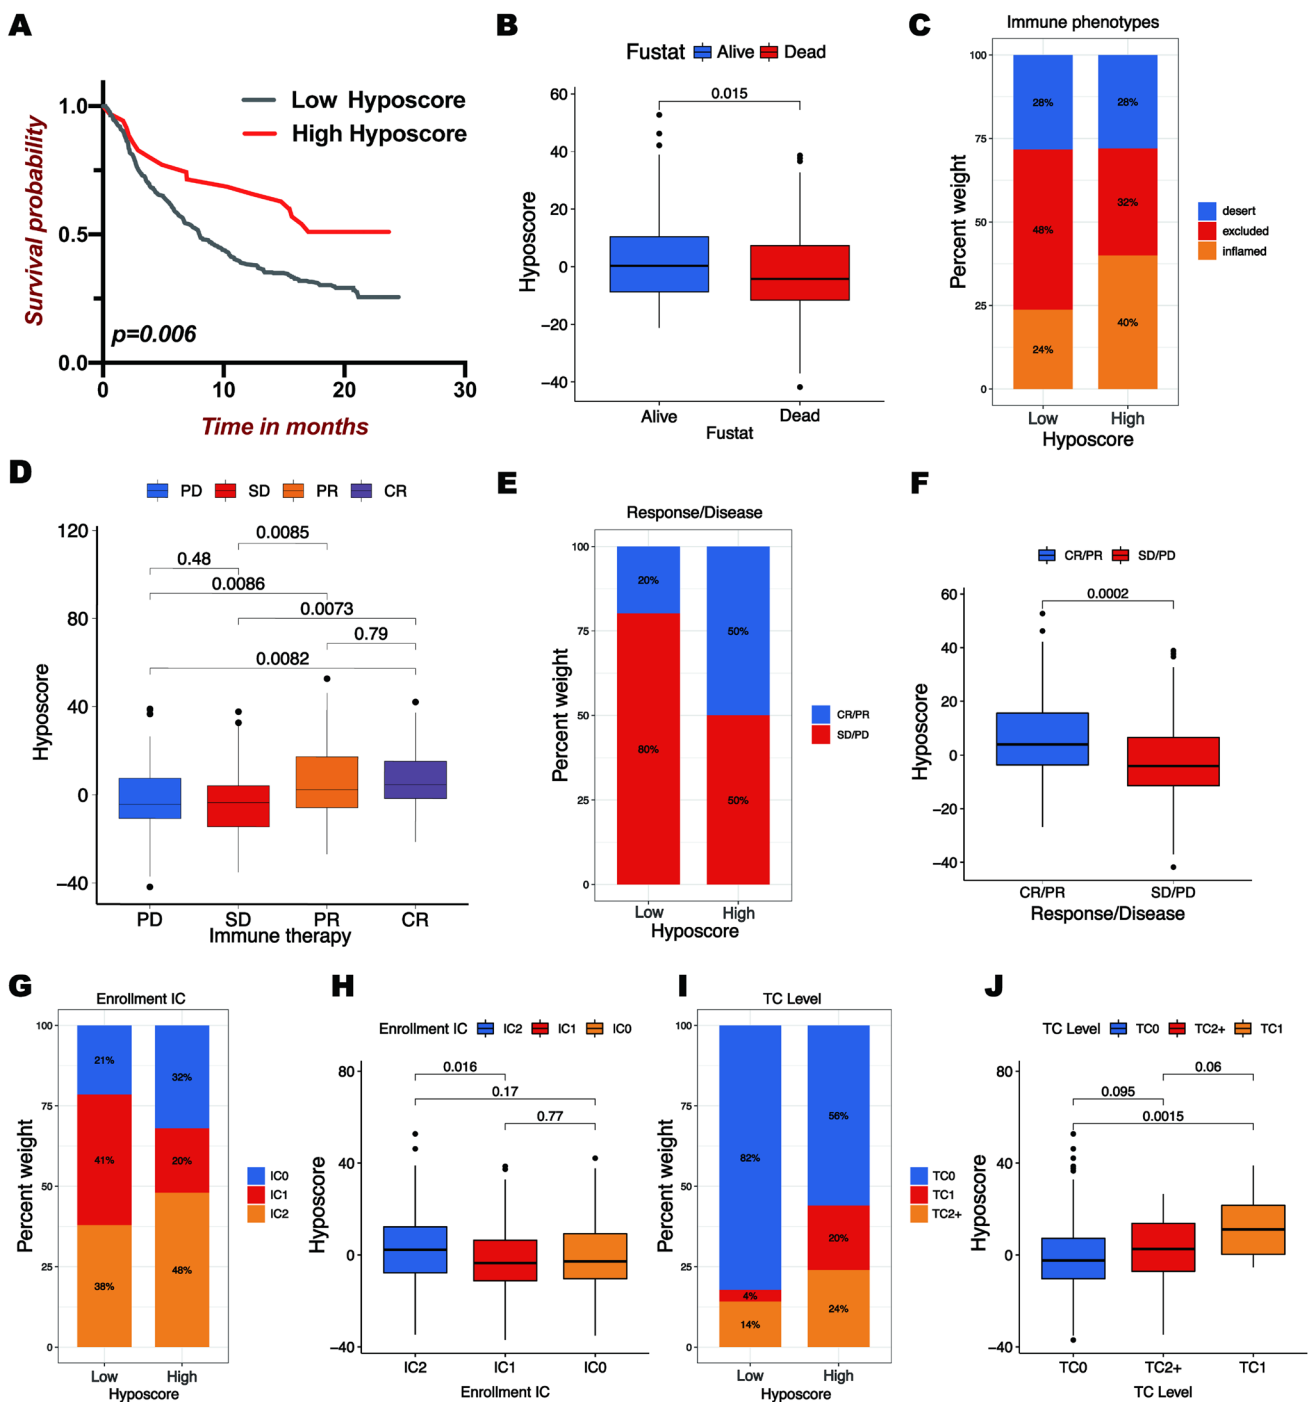 A
Low Hyposcore
High Hyposcore
1.0
0.5
0.0
Survival probability
p=0.006
0 10 20 30
Time in months
B
Fustat Alive Dead
0.015
60
40
20
0
−20
−40
Hyposcore
Alive Dead
Fustat
C
Immune phenotypes
100
75
50
25
0
Percent weight
28% 28%
48% 32%
24% 40%
desert
excluded
inflamed
Low High
Hyposcore
D
PD SD PR CR
120
80
40
0
−40
Hyposcore
0.0085
0.48
0.0086
0.0073
0.79
0.0082
PD SD PR CR
Immune therapy
E
Response/Disease
100
75
50
25
0
Percent weight
20% 50%
80% 50%
CR/PR
SD/PD
Low High
Hyposcore
F
CR/PR SD/PD
0.0002
60
40
20
0
−20
−40
Hyposcore
CR/PR SD/PD
Response/Disease
G
Enrollment IC
100
75
50
25
0
Percent weight
21% 32%
41% 20%
38% 48%
IC0
IC1
IC2
Low High
Hyposcore
H
Enrollment IC IC2 IC1 IC0
80
40
0
−40
Hyposcore
0.016
0.17
0.77
IC2 IC1 IC0
Enrollment IC
I
TC Level
100
75
50
25
0
Percent weight
82% 56%
4% 20%
14% 24%
TC0
TC1
TC2+
Low High
Hyposcore
J
TC Level TC0 TC2+ TC1
80
40
0
−40
Hyposcore
0.06
0.095
0.0015
TC0 TC2+ TC1
TC Level